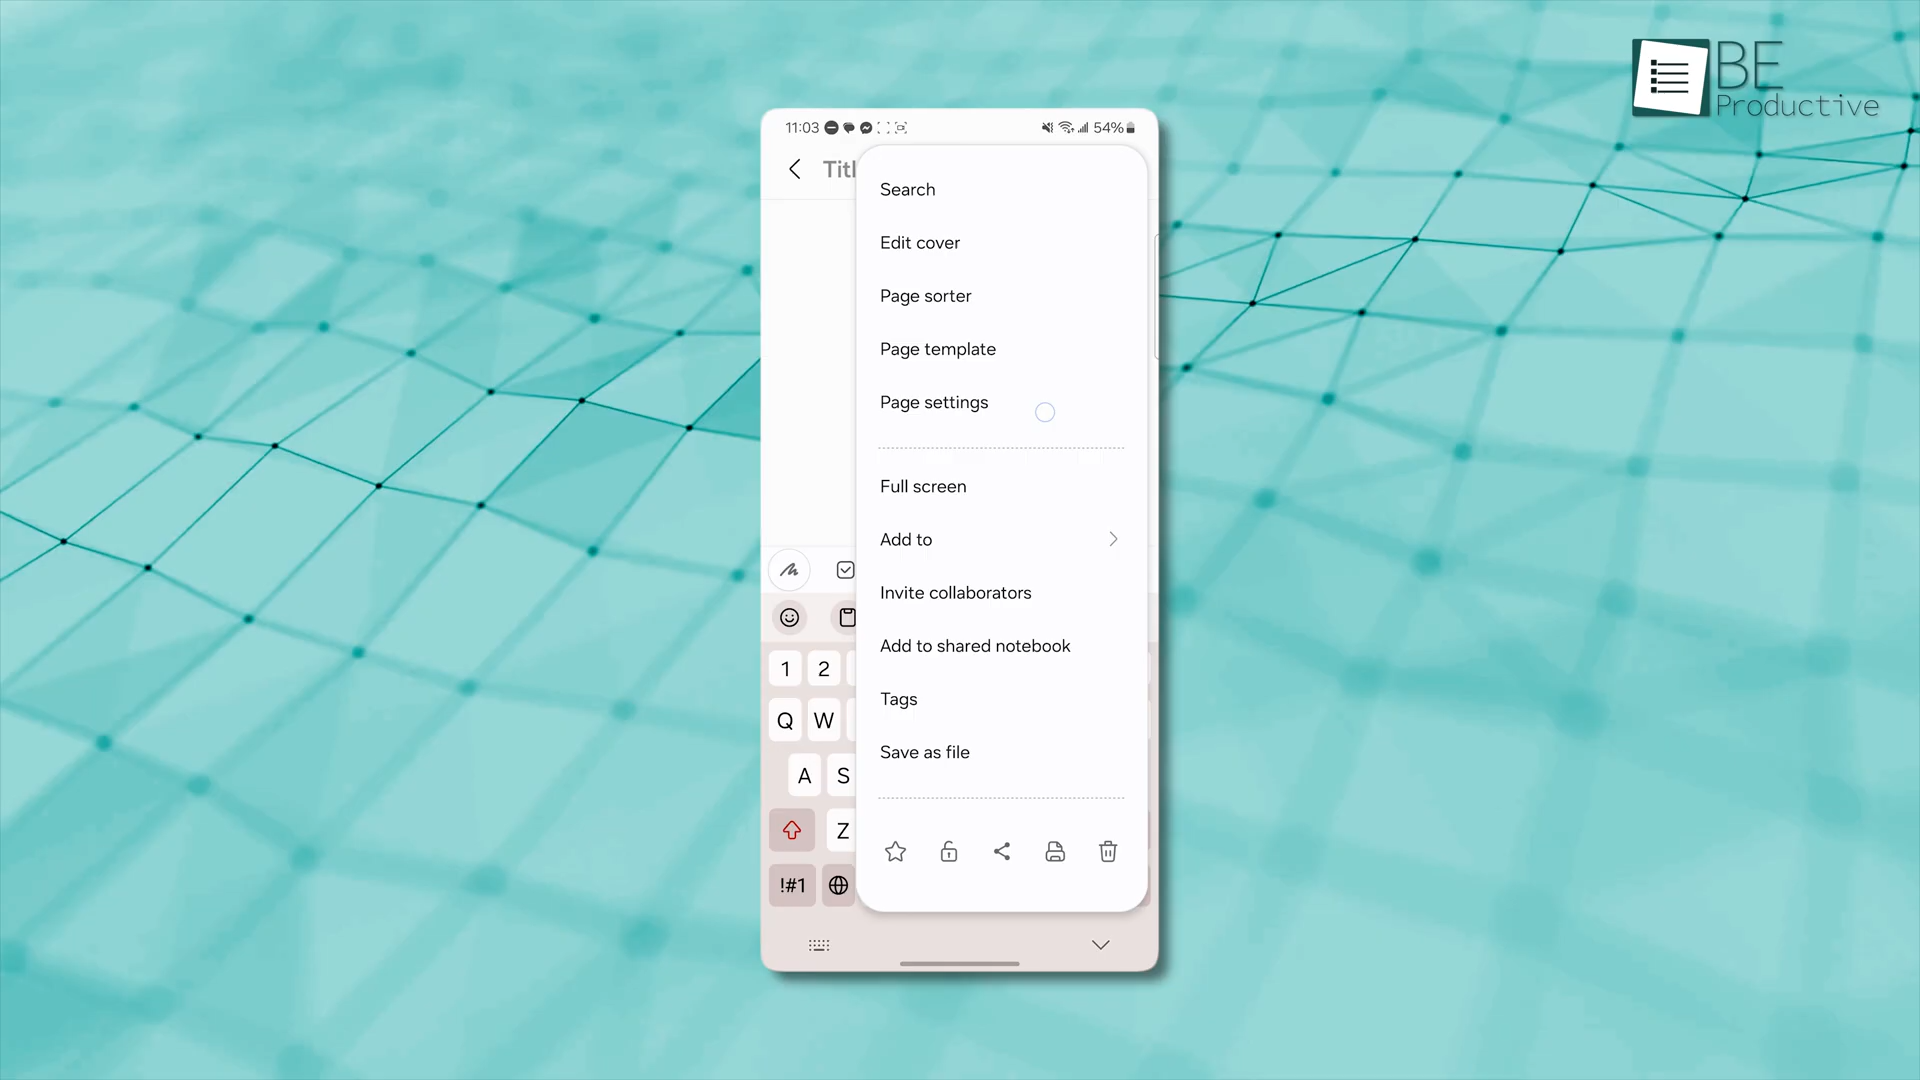 BE
Productive
11:03 54%
Titl
Search
Edit cover
Page sorter
Page template
Page settings
Full screen
Add to
Invite collaborators
Add to shared notebook
Tags
Save as file
1 2
Q W
A S
Z
!#1